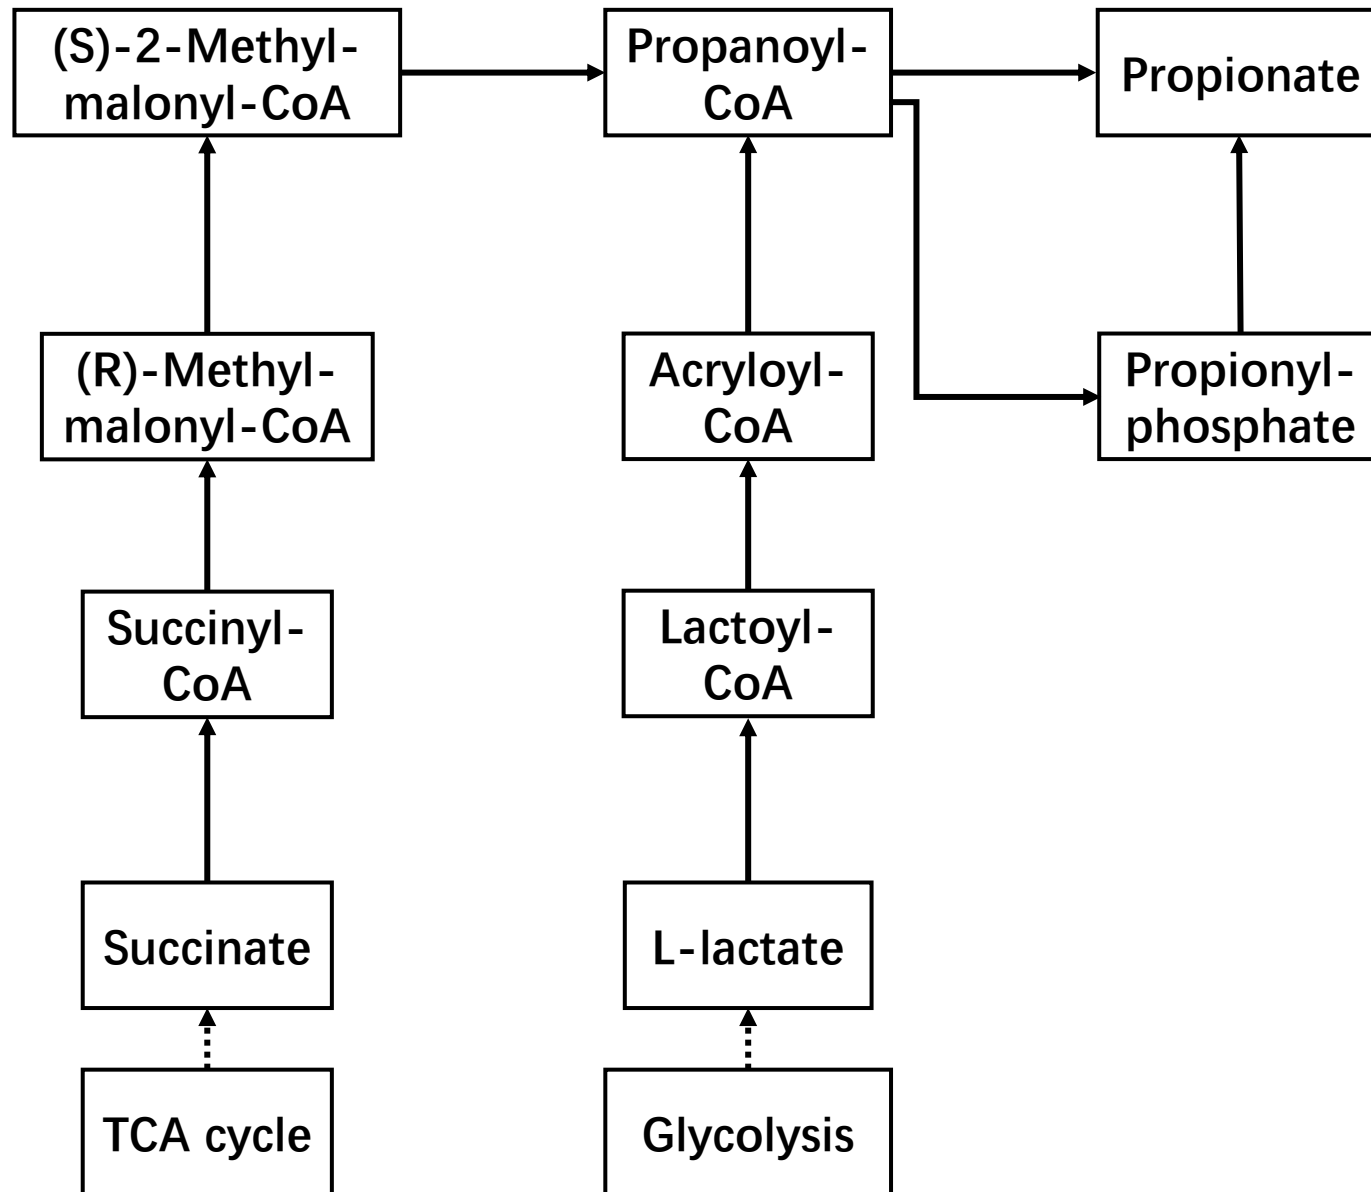 (S)-2-Methyl-
malonyl-CoA
Propanoyl-
CoA
Propionate
(R)-Methyl-
malonyl-CoA
Acryloyl-
CoA
Propionyl-
phosphate
Succinyl-
CoA
Lactoyl-
CoA
Succinate
L-lactate
TCA cycle
Glycolysis